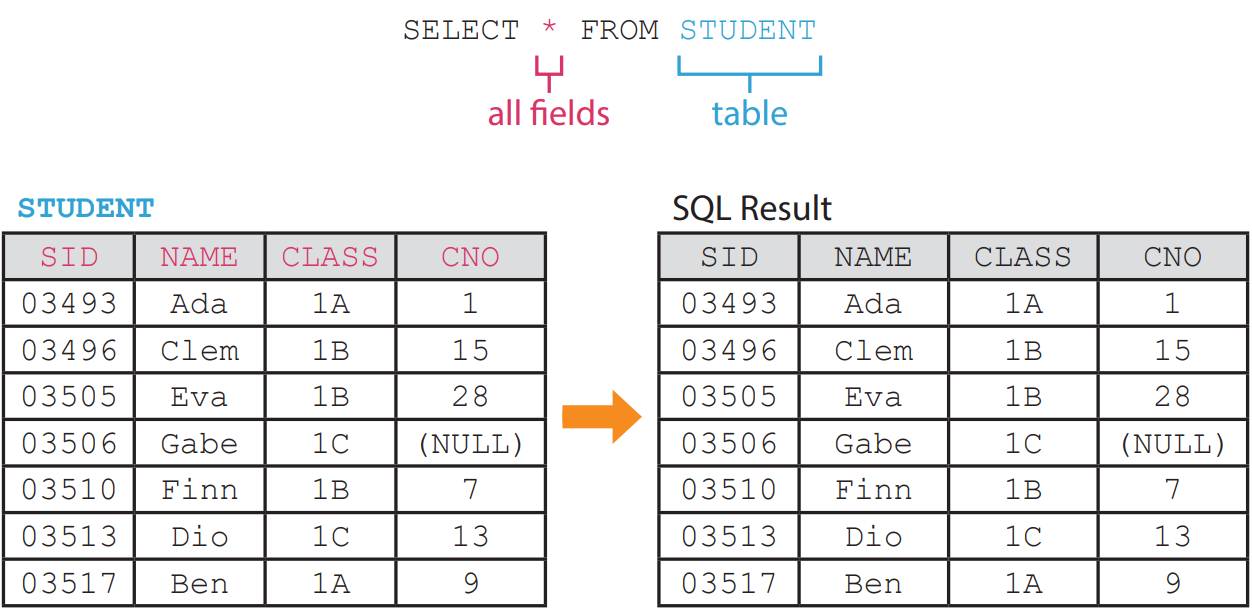 SELECT * FROM STUDENT
all fields table
STUDENT
SID NAME CLASS CNO
03493 Ada 1A 1
03496 Clem 1B 15
03505 Eva 1B 28
03506 Gabe 1C (NULL)
03510 Finn 1B 7
03513 Dio 1C 13
03517 Ben 1A 9
SQL Result
SID NAME CLASS CNO
03493 Ada 1A 1
03496 Clem 1B 15
03505 Eva 1B 28
03506 Gabe 1C (NULL)
03510 Finn 1B 7
03513 Dio 1C 13
03517 Ben 1A 9